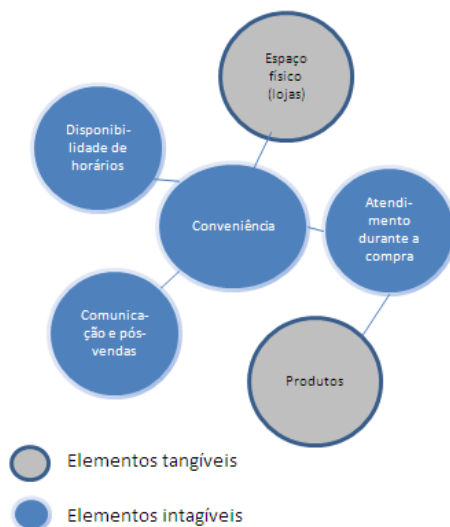 Espaço
físico
(lojas)
Disponibi-
lidade de
horários
Conveniência
Atendi-
mento
durante a
compra
Comunica-
ção e pós-
vendas
Produtos
Elementos tangíveis
Elementos intagíveis